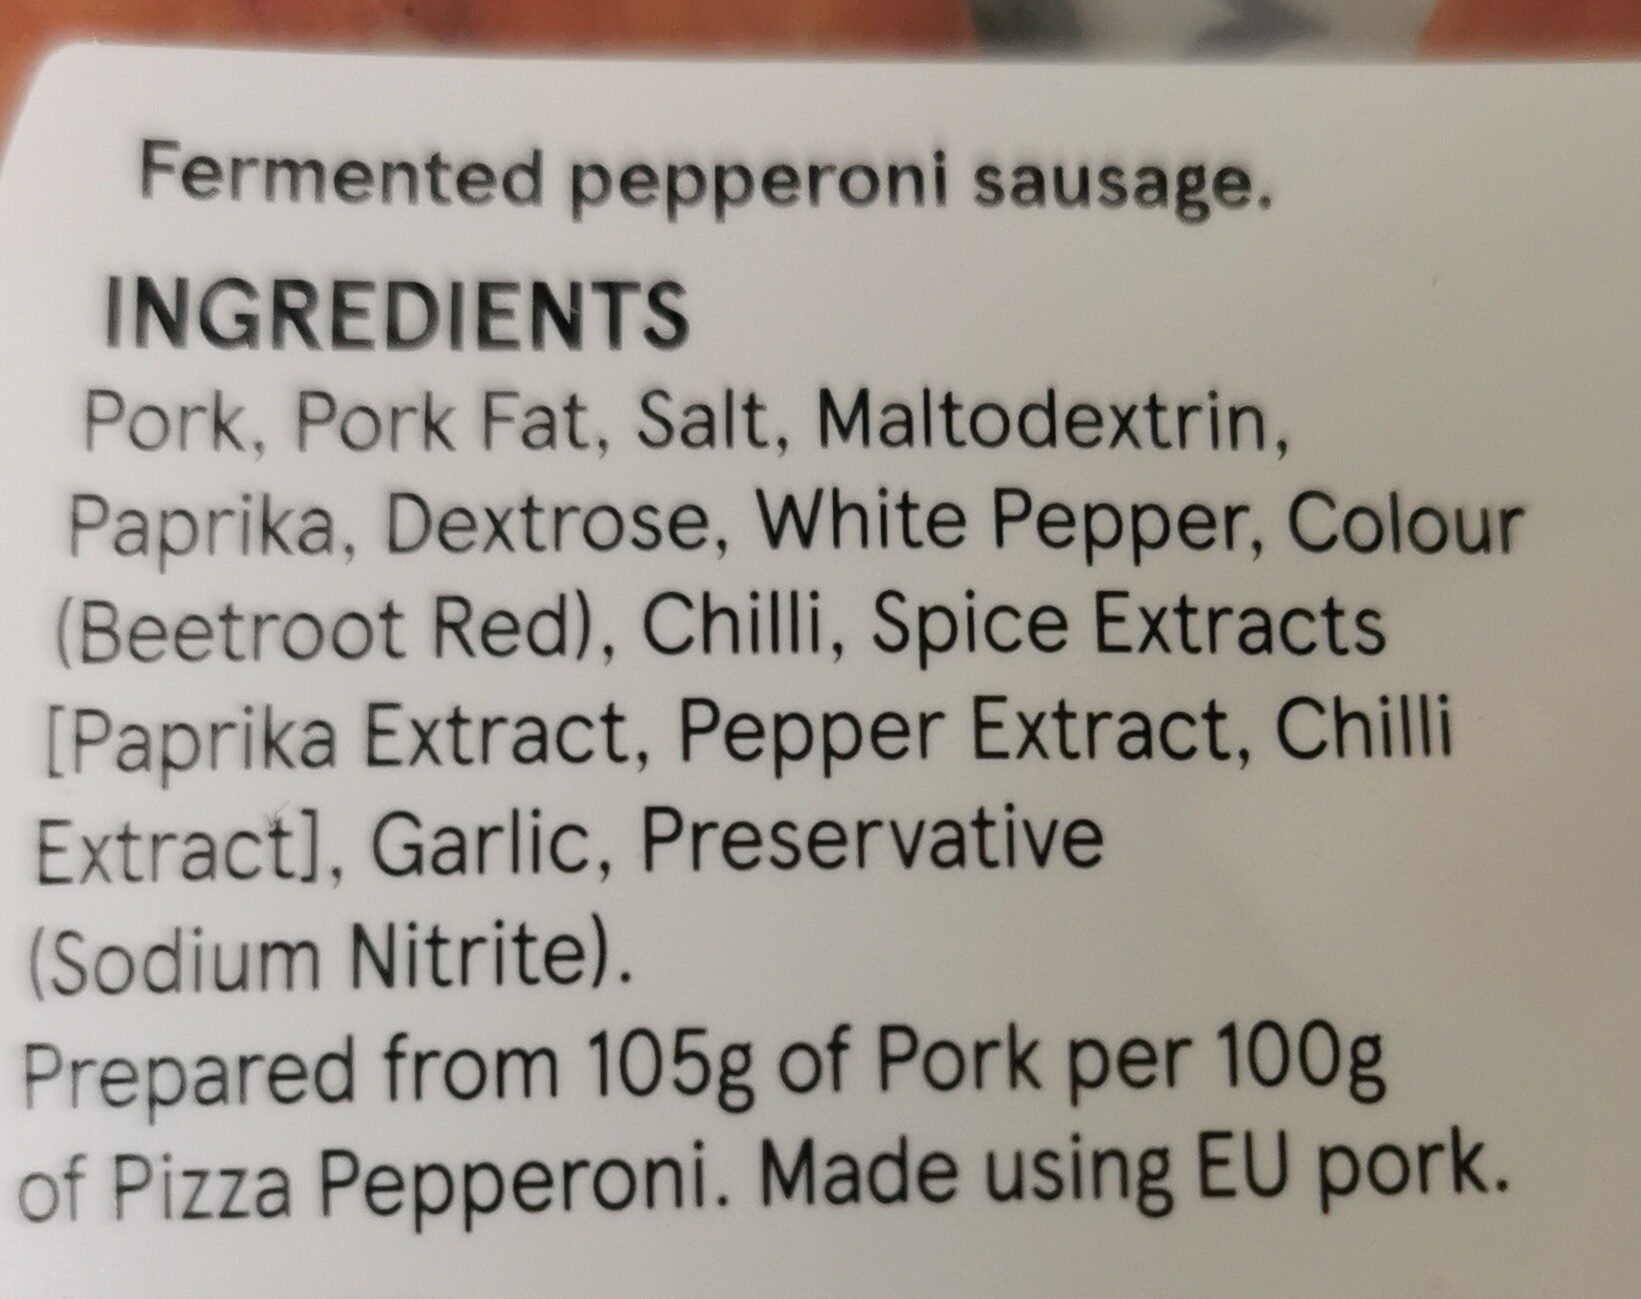 Fermented pepperoni sausage.
INGREDIENTS
Pork, Pork Fat, Salt, Maltodextrin,
Paprika, Dextrose, White Pepper, Colour
(Beetroot Red), Chilli, Spice Extracts
[Paprika Extract, Pepper Extract, Chilli
Extract], Garlic, Preservative
(Sodium Nitrite).
Prepared from 105g of Pork per 100g
of Pizza Pepperoni. Made using EU pork.